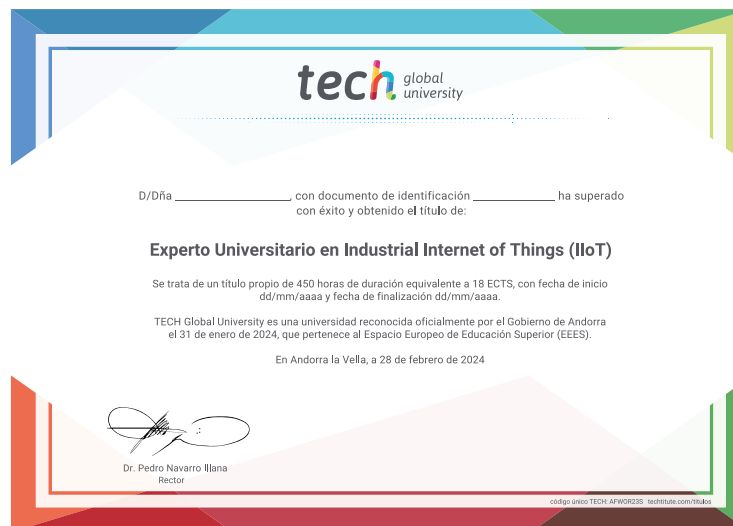 tech global university
D/Dña ______________, con documento de identificación ______________ ha superado
con éxito y obtenido el título de:
Experto Universitario en Industrial Internet of Things (IIoT)
Se trata de un título propio de 450 horas de duración equivalente a 18 ECTS, con fecha de inicio
dd/mm/aaaa y fecha de finalización dd/mm/aaaa.
TECH Global University es una universidad reconocida oficialmente por el Gobierno de Andorra
el 31 de enero de 2024, que pertenece al Espacio Europeo de Educación Superior (EEES).
En Andorra la Vella, a 28 de febrero de 2024
Dr. Pedro Navarro Illana
Rector
código único TECH: AFWOR23S techtitute.com/titulos